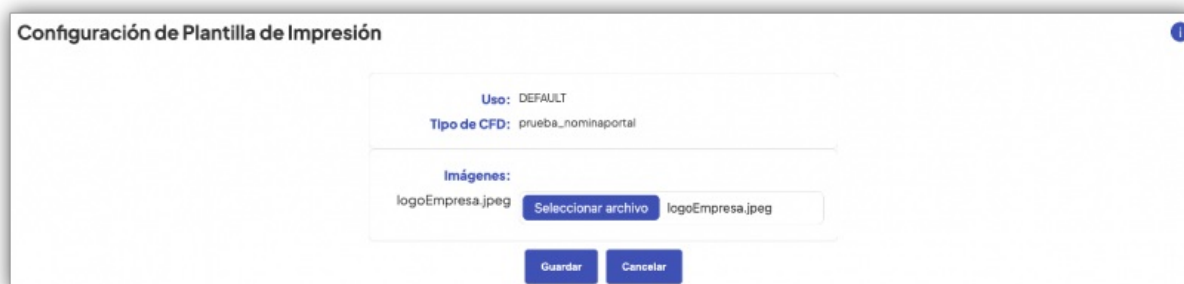 Configuración de Plantilla de Impresión
i
Uso: DEFAULT
Tipo de CFD: prueba_nominaportal
Imágenes:
logoEmpresa.jpeg Seleccionar archivo logoEmpresa.jpeg
Guardar Cancelar